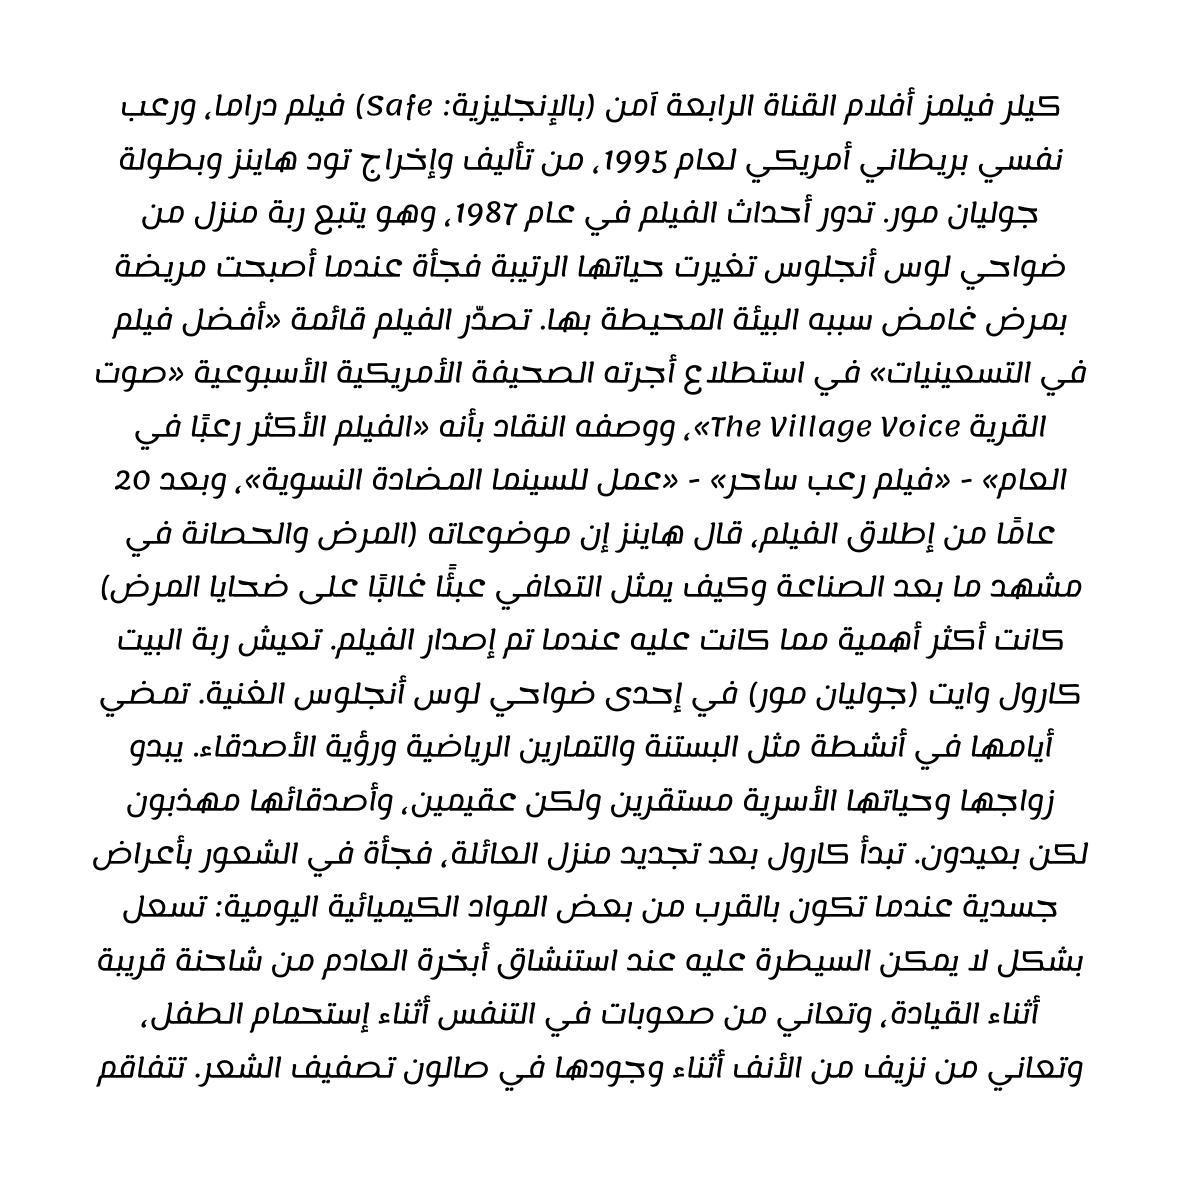 كيلر فيلمز أفلام القناة الرابعة اَمن (بالإنجليزية: Safe) فيلم دراما، ورعب
نفسي بريطاني أمريكي لعام 1995، من تأليف وإخراج تود هاينز وبطولة
جوليان مور. تدور أحداث الفيلم في عام 1987، وهو يتبع ربة منزل من
ضواحي لوس أنجلوس تغيرت حياتها الرتيبة فجأة عندما أصبحت مريضة
بمرض غامض سببه البيئة المحيطة بها. تصدّر الفيلم قائمة «أفضل فيلم
في التسعينيات» في استطلاع أجرته الصحيفة الأمريكية الأسبوعية «صوت
القرية The Village Voice»، ووصفه النقاد بأنه «الفيلم الأكثر رعبًا في
العام» - «فيلم رعب ساحر» - «عمل للسينما المضادة النسوية»، وبعد 20
عامًا من إطلاق الفيلم، قال هاينز إن موضوعاته (المرض والحصانة في
مشهد ما بعد الصناعة وكيف يمثل التعافي عبئًا غالبًا على ضحايا المرض)
كانت أكثر أهمية مما كانت عليه عندما تم إصدار الفيلم. تعيش ربة البيت
كارول وايت (جوليان مور) في إحدى ضواحي لوس أنجلوس الغنية. تمضي
أيامها في أنشطة مثل البستنة والتمارين الرياضية ورؤية الأصدقاء. يبدو
زواجها وحياتها الأسرية مستقرين ولكن عقيمين، وأصدقائها مهذبون
لكن بعيدون. تبدأ كارول بعد تجديد منزل العائلة، فجأة في الشعور بأعراض
جسدية عندما تكون بالقرب من بعض المواد الكيميائية اليومية: تسعل
بشكل لا يمكن السيطرة عليه عند استنشاق أبخرة العادم من شاحنة قريبة
أثناء القيادة، وتعاني من صعوبات في التنفس أثناء إستحمام الطفل،
وتعاني من نزيف من الأنف أثناء وجودها في صالون تصفيف الشعر. تتفاقم